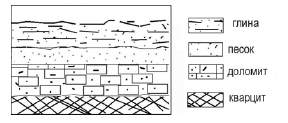 глина
песок
доломит
кварцит